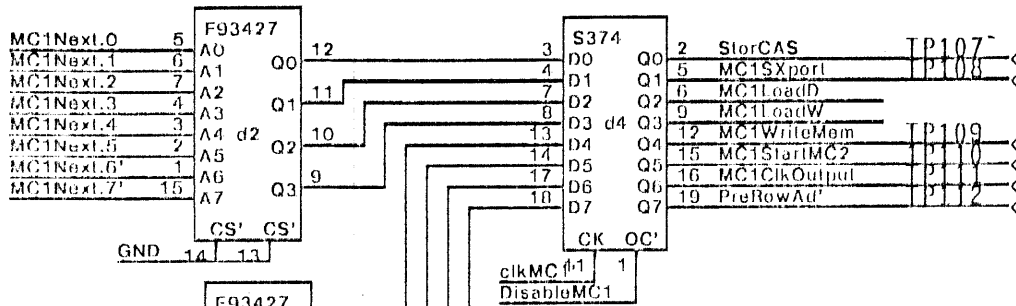 F93427
S374
MC1Next.0 5 A0 Q0 12 3 D0 Q0 2 StorCAS TP107
MC1Next.1 6 A1 4 D1 Q1 5 MC1SXport TP108
MC1Next.2 7 A2 Q1 11 7 D2 Q2 6 MC1LoadD
MC1Next.3 4 A3 8 D3 d4 Q3 9 MC1LoadW
MC1Next.4 3 A4 d2 Q2 10 13 D4 Q4 12 MC1WriteMem TP109
MC1Next.5 2 A5 14 D5 Q5 15 MC1StartMC2
MC1Next.6' 1 A6 Q3 9 17 D6 Q6 16 MC1ClkOutput
MC1Next.7' 15 A7 18 D7 Q7 19 PreRowAd' TP112
CS' CS' CK OC'
GND 14 13 clkMC1' 11 1
DisableMC1
F93427